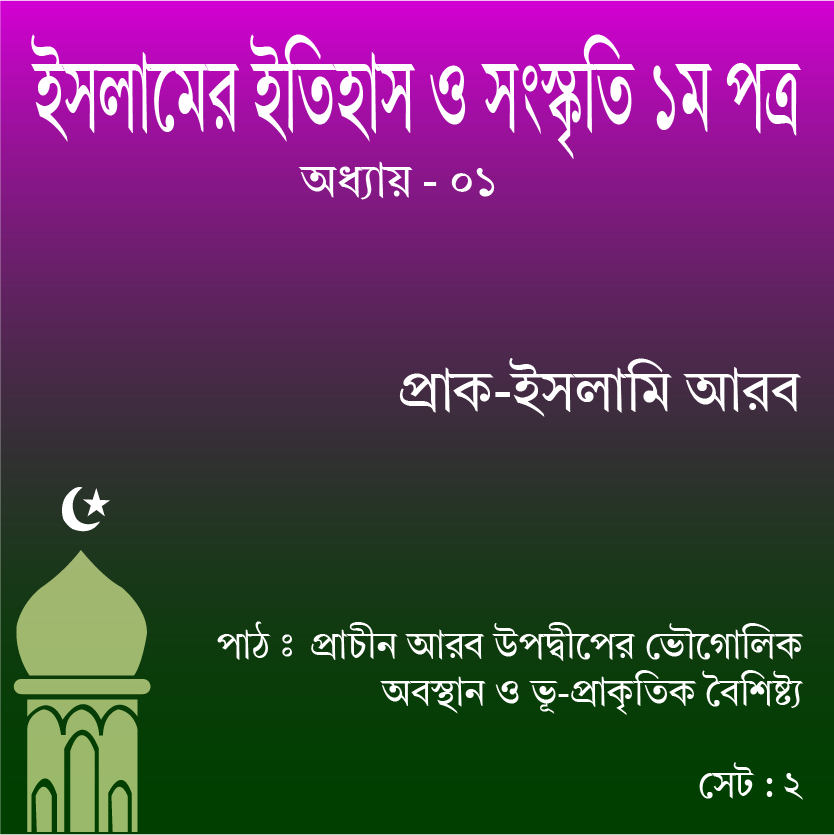 ইসলামের ইতিহাস ও সংস্কৃতি ১ম পত্র
অধ্যায় - ০১
প্রাক-ইসলামি আরব
পাঠ ঃ প্রাচীন আরব উপদ্বীপের ভৌগোলিক
অবস্থান ও ভূ-প্রাকৃতিক বৈশিষ্ট্য
সেট : ২